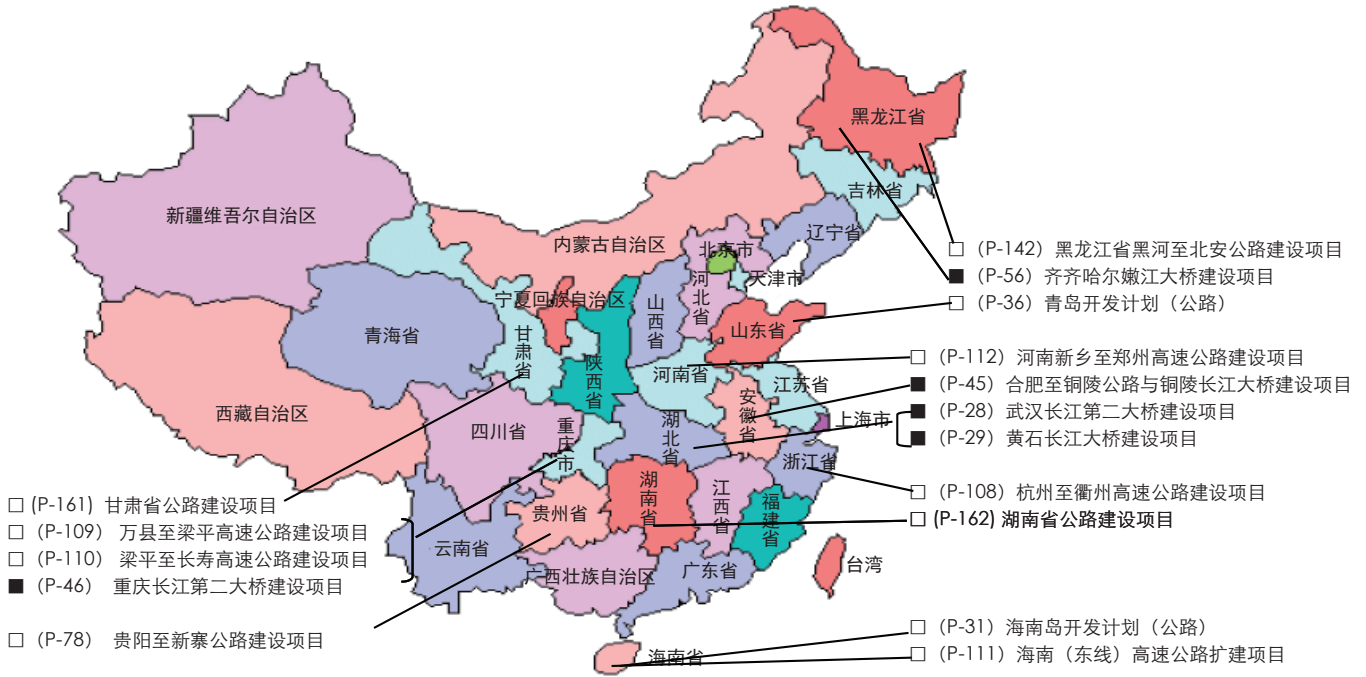 黑龙江省
吉林省
新疆维吾尔自治区
辽宁省
内蒙古自治区
北京市
天津市
□ (P-142) 黑龙江省黑河至北安公路建设项目
■ (P-56) 齐齐哈尔嫩江大桥建设项目
□ (P-36) 青岛开发计划（公路）
宁夏回族自治区
山西省
河北省
山东省
青海省
甘肃省
陕西省
河南省
江苏省
□ (P-112) 河南新乡至郑州高速公路建设项目
■ (P-45) 合肥至铜陵公路与铜陵长江大桥建设项目
■ (P-28) 武汉长江第二大桥建设项目
■ (P-29) 黄石长江大桥建设项目
西藏自治区
四川省
重庆市
湖北省
安徽省
上海市
浙江省
□ (P-108) 杭州至衢州高速公路建设项目
□ (P-162) 湖南省公路建设项目
□ (P-161) 甘肃省公路建设项目
□ (P-109) 万县至梁平高速公路建设项目
□ (P-110) 梁平至长寿高速公路建设项目
■ (P-46) 重庆长江第二大桥建设项目
□ (P-78) 贵阳至新寨公路建设项目
湖南省
江西省
福建省
贵州省
云南省
广西壮族自治区
广东省
台湾
海南省
□ (P-31) 海南岛开发计划（公路）
□ (P-111) 海南（东线）高速公路扩建项目